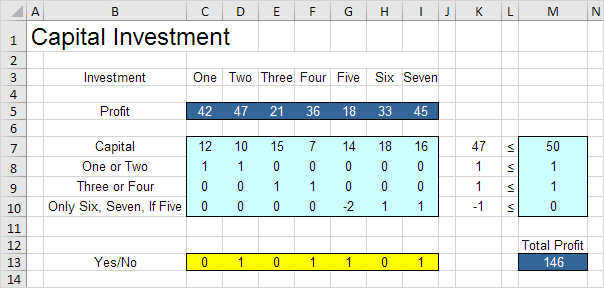 A B C D E F G H I J K L M N
1 Capital Investment
2
3 Investment One Two Three Four Five Six Seven
4
5 Profit 42 47 21 36 18 33 45
6
7 Capital 12 10 15 7 14 18 16 47 ≤ 50
8 One or Two 1 1 0 0 0 0 0 1 ≤ 1
9 Three or Four 0 0 1 1 0 0 0 1 ≤ 1
10 Only Six, Seven, If Five 0 0 0 0 -2 1 1 -1 ≤ 0
11
12 Total Profit
13 Yes/No 0 1 0 1 1 0 1 146
14